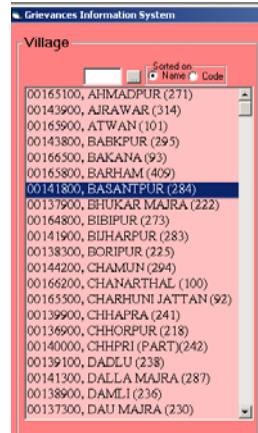 Grievances Information System
Village
Sorted on
Name Code
00165100, AHMADPUR (271)
00143900, AJRAWAR (314)
00165900, ATWAN (101)
00143800, BABKPUR (295)
00166500, BAKANA (93)
00165800, BARHAM (409)
00141800, BASANTPUR (284)
00137900, BHUKAR MAJRA (222)
00164800, BIBIPUR (273)
00141900, BIJHARPUR (283)
00138300, BORIPUR (225)
00144200, CHAMUN (294)
00166200, CHANARTHAL (100)
00165500, CHARHUNI JATTAN (92)
00139900, CHHAPRA (241)
00136900, CHHORPUR (218)
00140000, CHHPRI (PART)(242)
00139100, DADLU (238)
00141300, DALLA MAJRA (287)
00138900, DAMLI (236)
00137300, DAU MAJRA (230)